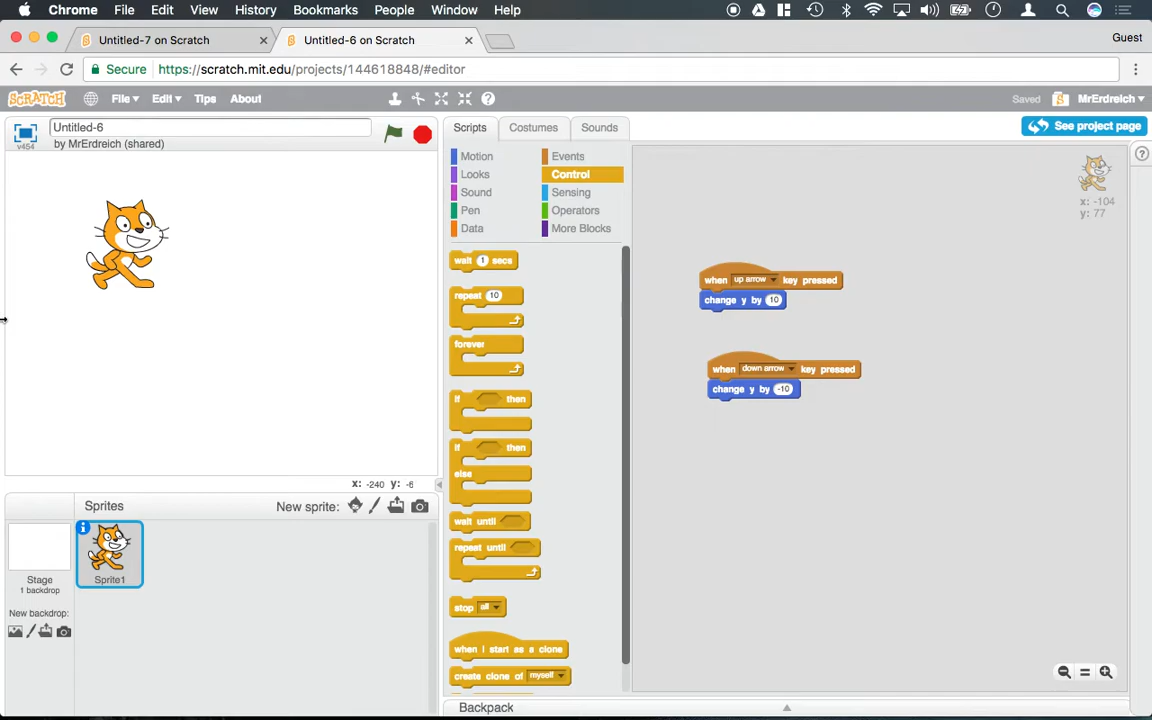 Chrome File Edit View History Bookmarks People Window Help
Untitled-7 on Scratch Untitled-6 on Scratch Guest
Secure https://scratch.mit.edu/projects/144618848/#editor
SCRATCH File Edit Tips About Saved MrErdreich
Untitled-6
by MrErdreich (shared)
v454
Scripts Costumes Sounds
See project page
Motion Events
Looks Control
Sound Sensing
Pen Operators
Data More Blocks
x: -104
y: 77
wait 1 secs
repeat 10
forever
if then
if then
else
wait until
repeat until
stop all
when I start as a clone
create clone of myself
when up arrow key pressed
change y by 10
when down arrow key pressed
change y by -10
x: -240 y: -6
Sprites New sprite:
Stage
1 backdrop
Sprite1
New backdrop:
Backpack